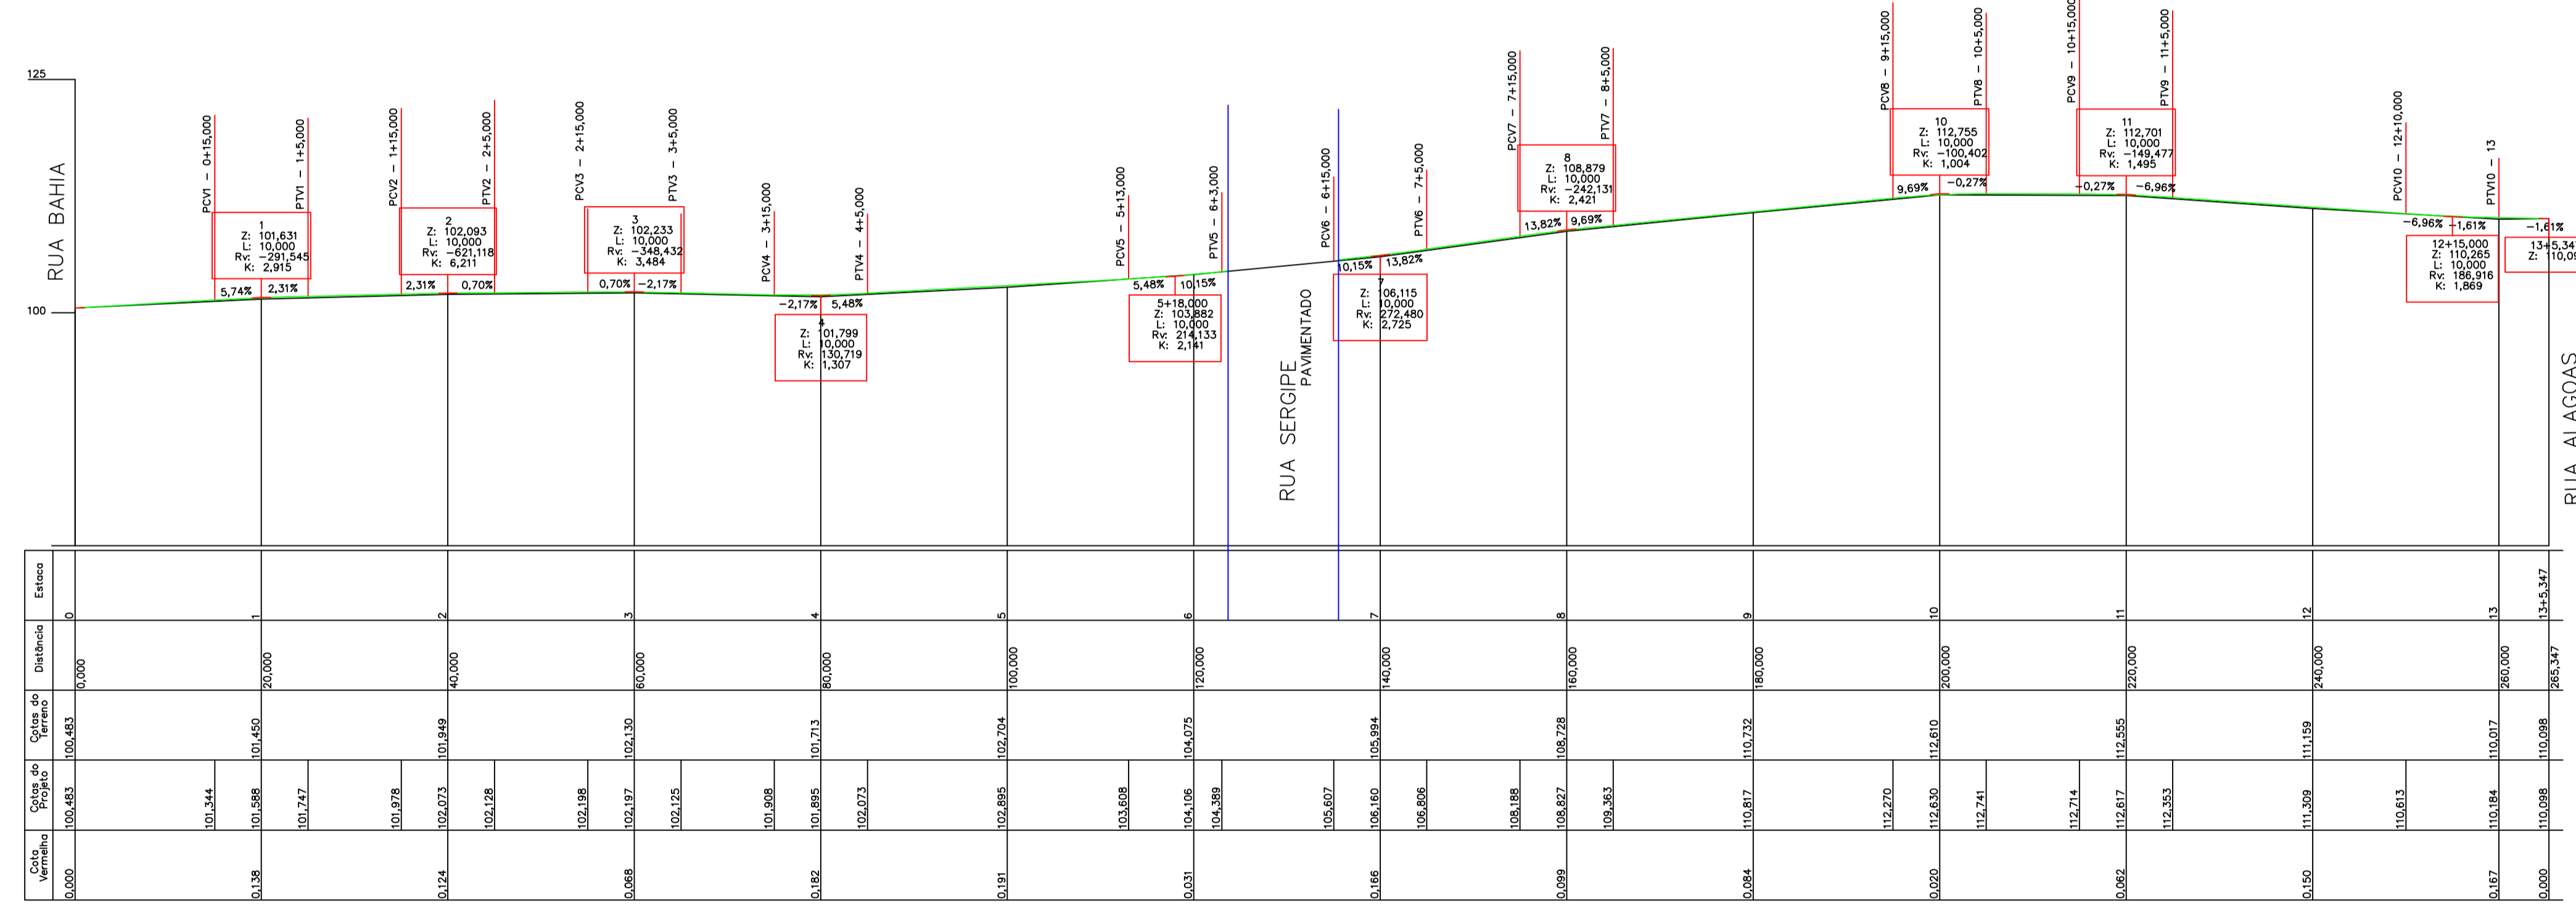 125
100
RUA BAHIA
PCV1 – 0+15,000
PTV1 – 1+5,000
PCV2 – 1+15,000
PTV2 – 2+5,000
PCV3 – 2+15,000
PTV3 – 3+5,000
PCV4 – 3+15,000
PTV4 – 4+5,000
PCV5 – 5+13,000
PTV5 – 6+3,000
PCV6 – 6+15,000
PTV6 – 7+5,000
PCV7 – 7+15,000
PTV7 – 8+5,000
PCV8 – 9+15,000
PTV8 – 10+5,000
PCV9 – 10+15,000
PTV9 – 11+5,000
PCV10 – 12+10,000
PTV10 – 13
1
Z: 101,631
L: 10,000
Rv: –291,545
K: 2,915
5,74%
2,31%
2
Z: 102,093
L: 10,000
Rv: –621,118
K: 6,211
2,31%
0,70%
3
Z: 102,233
L: 10,000
Rv: –348,432
K: 3,484
0,70%
–2,17%
–2,17%
5,48%
4
Z: 101,799
L: 10,000
Rv: 130,719
K: 1,307
5,48%
10,15%
5+18,000
Z: 103,882
L: 10,000
Rv: 214,133
K: 2,141
RUA SERGIPE
PAVIMENTADO
10,15%
13,82%
7
Z: 106,115
L: 10,000
Rv: 272,480
K: 2,725
8
Z: 108,879
L: 10,000
Rv: –242,131
K: 2,421
13,82%
9,69%
10
Z: 112,755
L: 10,000
Rv: –100,402
K: 1,004
9,69%
–0,27%
11
Z: 112,701
L: 10,000
Rv: –149,477
K: 1,495
–0,27%
–6,96%
–6,96%
–1,61%
12+15,000
Z: 110,265
L: 10,000
Rv: 186,916
K: 1,869
–1,61%
13+5,34
Z: 110,09
RUA ALAGOAS
Estaca
0 1 2 3 4 5 6 7 8 9 10 11 12 13 13+5,347
Distância
0,000 20,000 40,000 60,000 80,000 100,000 120,000 140,000 160,000 180,000 200,000 220,000 240,000 260,000 265,347
Cotas do
Terreno
100,483 101,450 101,949 102,130 101,713 102,704 104,075 105,994 108,728 110,732 112,610 112,555 111,159 110,017 110,098
Cotas do
Projeto
100,483 101,344 101,588 101,747 101,978 102,073 102,128 102,198 102,197 102,125 101,908 101,895 102,073 102,895 103,608 104,106 104,389 105,607 106,160 106,806 108,188 108,827 109,363 110,817 112,270 112,630 112,741 112,714 112,617 112,353 111,309 110,613 110,184 110,098
Cota
Vermelha
0,000 0,138 0,124 0,068 0,182 0,191 0,031 0,166 0,099 0,084 0,020 0,062 0,150 0,167 0,000